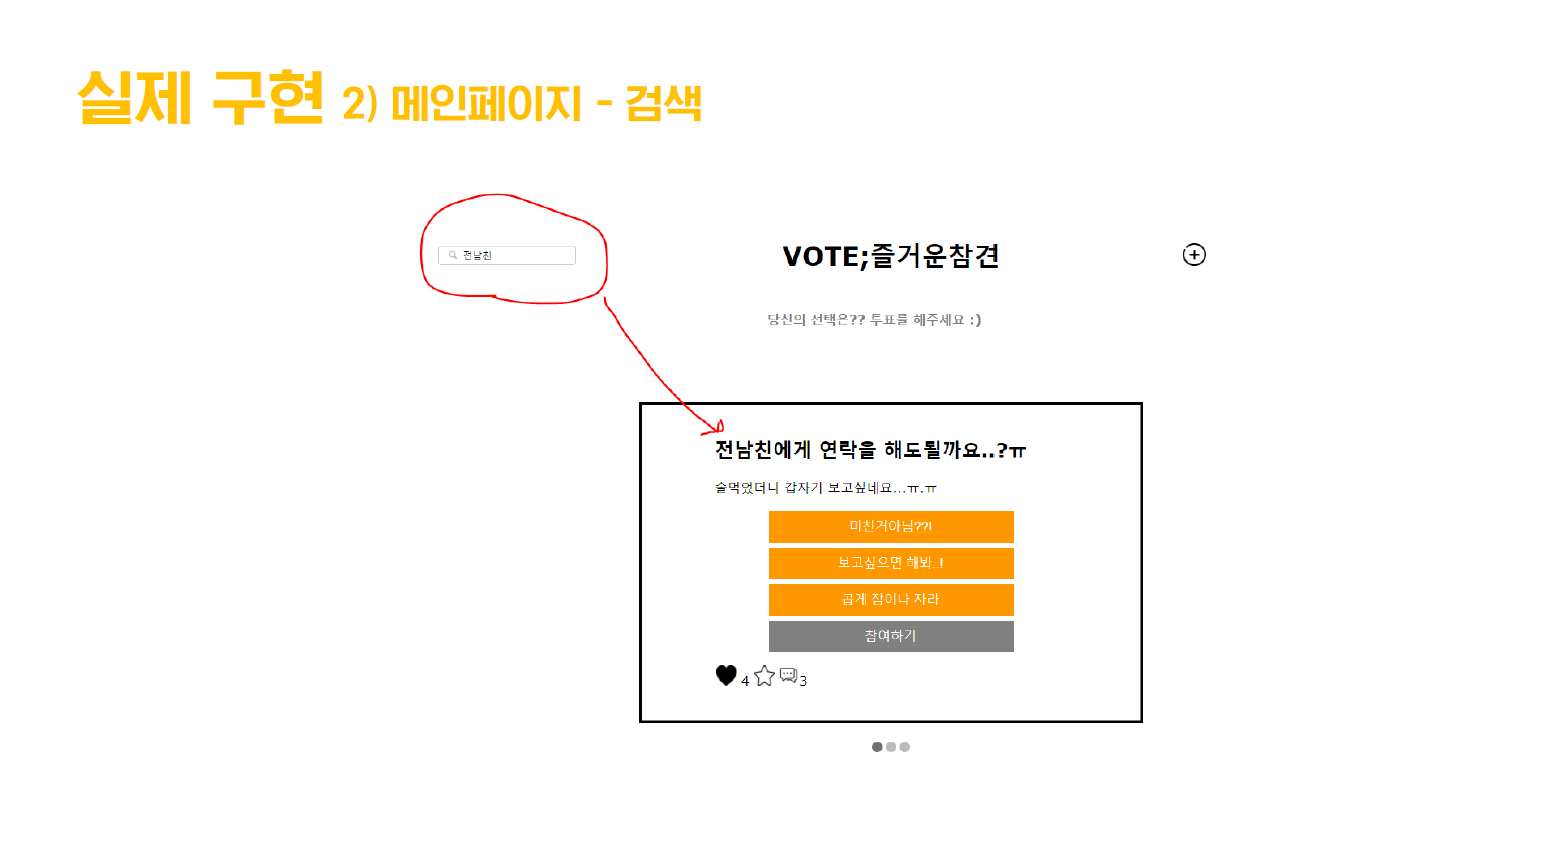 실제 구현 2) 메인페이지 - 검색
전남친
VOTE;즐거운참견
당신의 선택은?? 투표를 해주세요 :)
전남친에게 연락을 해도될까요..?ㅠ
술먹었더니 갑자기 보고싶네요...ㅠ.ㅠ
미친거아님??!
보고싶으면 해봐..!
곱게 잠이나 자라
참여하기
4 3